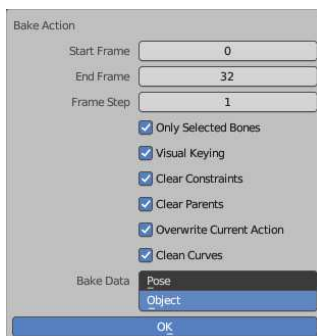 Bake Action
Start Frame 0
End Frame 32
Frame Step 1
Only Selected Bones
Visual Keying
Clear Constraints
Clear Parents
Overwrite Current Action
Clean Curves
Bake Data Pose
Object
OK